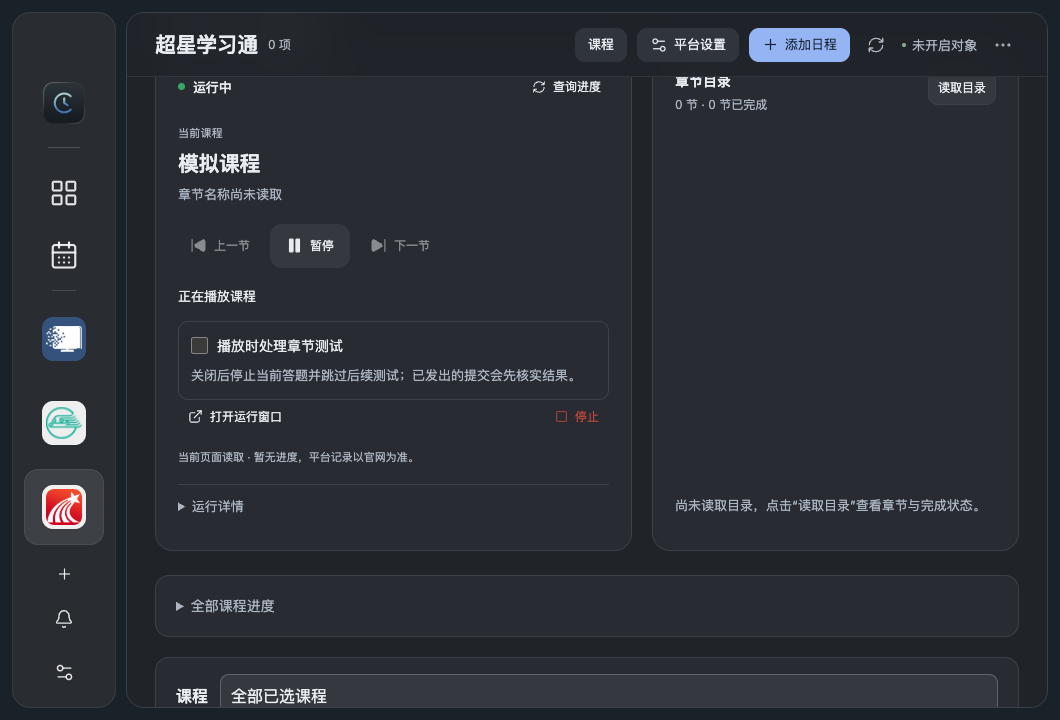 超星学习通 0 项
课程
平台设置
添加日程
未开启对象
运行中
查询进度
当前课程
模拟课程
章节名称尚未读取
上一节
暂停
下一节
正在播放课程
播放时处理章节测试
关闭后停止当前答题并跳过后续测试；已发出的提交会先核实结果。
打开运行窗口
停止
当前页面读取 · 暂无进度，平台记录以官网为准。
运行详情
章节目录
0 节 · 0 节已完成
读取目录
尚未读取目录，点击“读取目录”查看章节与完成状态。
全部课程进度
课程
全部已选课程